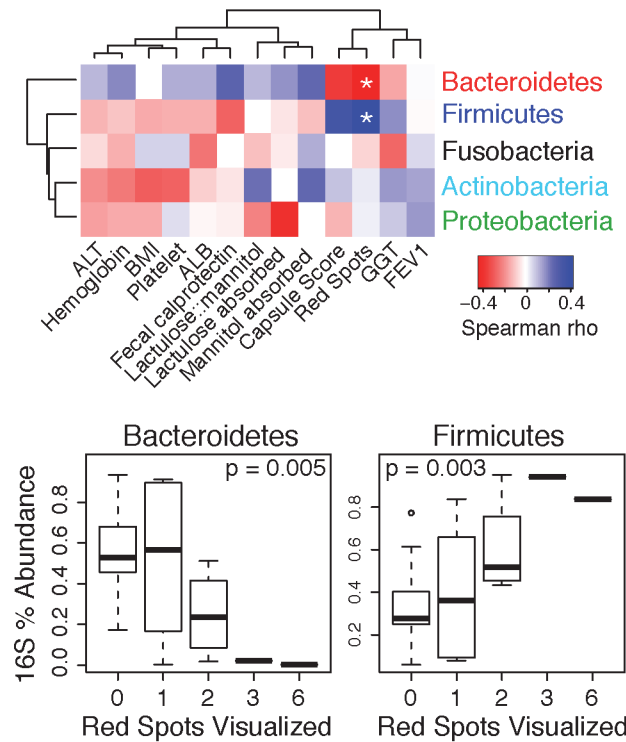 *
Bacteroidetes
*
Firmicutes
Fusobacteria
Actinobacteria
Proteobacteria
ALT
Hemoglobin
BMI
Platelet
ALB
Fecal calprotectin
Lactulose::mannitol
Lactulose absorbed
Mannitol absorbed
Capsule Score
Red Spots
GGT
FEV1
−0.4 0 0.4
Spearman rho
Bacteroidetes
p = 0.005
16S % Abundance
0.8
0.6
0.4
0.2
0.0
0 1 2 3 6
Red Spots Visualized
Firmicutes
p = 0.003
0.8
0.6
0.4
0.2
0 1 2 3 6
Red Spots Visualized